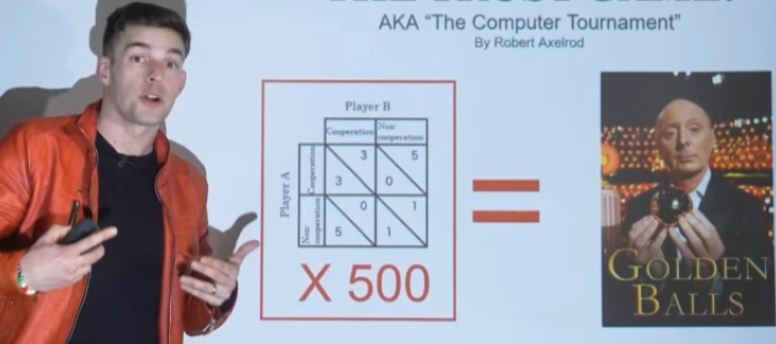 AKA “The Computer Tournament”
By Robert Axelrod
Player B
Cooperation
Non-
cooperation
Player A
Cooperation
3
5
3
0
Non-
cooperation
0
1
5
1
X 500
=
GOLDEN
BALLS